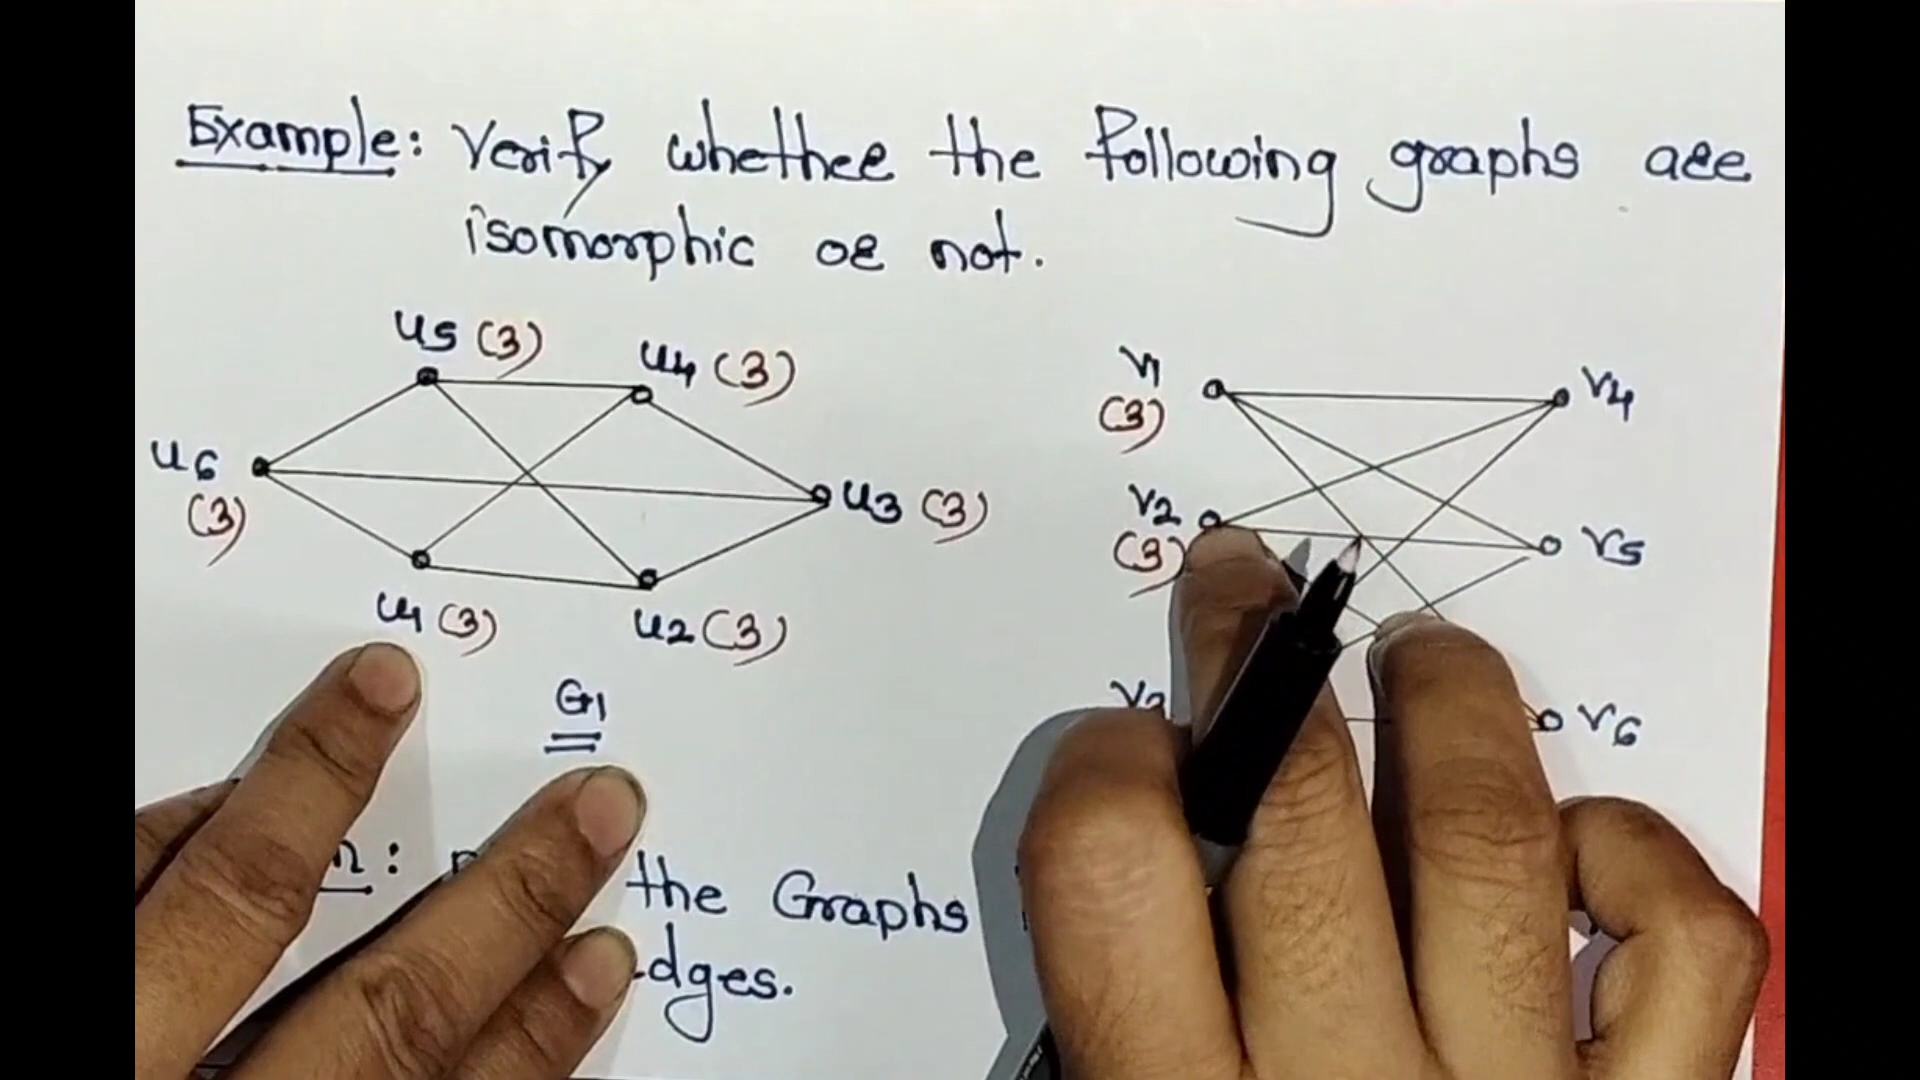 Example: Verify whether the following graphs are
isomorphic or not.
u5 (3)
u4 (3)
u6
(3)
u3 (3)
u1 (3)
u2 (3)
G1
v1
(3)
v4
v2
(3)
v5
v3
v6
the Graphs
dges.